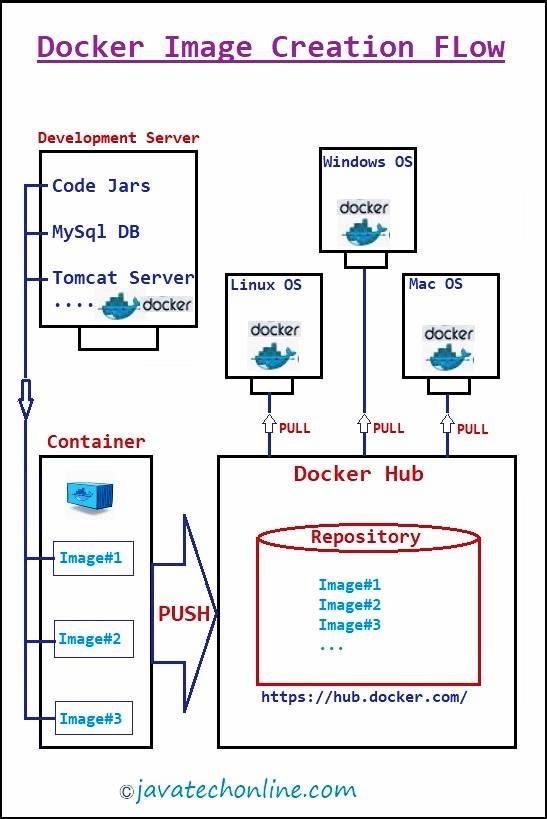 Docker Image Creation FLow
Development Server
Code Jars
MySql DB
Tomcat Server
....
docker
Windows OS
docker
Linux OS
docker
Mac OS
docker
PULL
PULL
PULL
Container
Image#1
Image#2
Image#3
PUSH
Docker Hub
Repository
Image#1
Image#2
Image#3
...
https://hub.docker.com/
©javatechonline.com